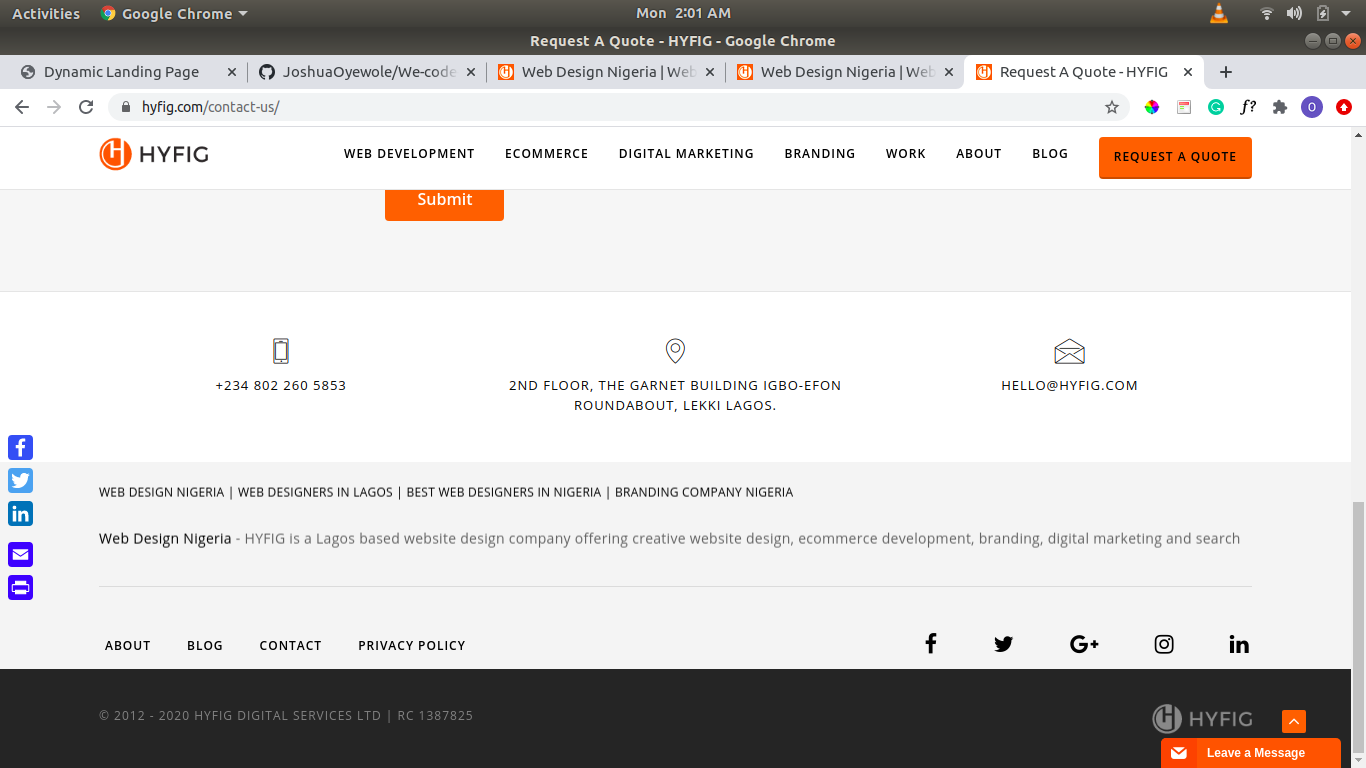 Activities Google Chrome Mon 2:01 AM
Request A Quote - HYFIG - Google Chrome
Dynamic Landing Page JoshuaOyewole/We-code Web Design Nigeria | Web Web Design Nigeria | Web Request A Quote - HYFIG
hyfig.com/contact-us/ f? O
HYFIG WEB DEVELOPMENT ECOMMERCE DIGITAL MARKETING BRANDING WORK ABOUT BLOG REQUEST A QUOTE
Submit
+234 802 260 5853
2ND FLOOR, THE GARNET BUILDING IGBO-EFON
ROUNDABOUT, LEKKI LAGOS.
HELLO@HYFIG.COM
WEB DESIGN NIGERIA | WEB DESIGNERS IN LAGOS | BEST WEB DESIGNERS IN NIGERIA | BRANDING COMPANY NIGERIA
Web Design Nigeria - HYFIG is a Lagos based website design company offering creative website design, ecommerce development, branding, digital marketing and search
ABOUT BLOG CONTACT PRIVACY POLICY
© 2012 - 2020 HYFIG DIGITAL SERVICES LTD | RC 1387825
HYFIG
Leave a Message